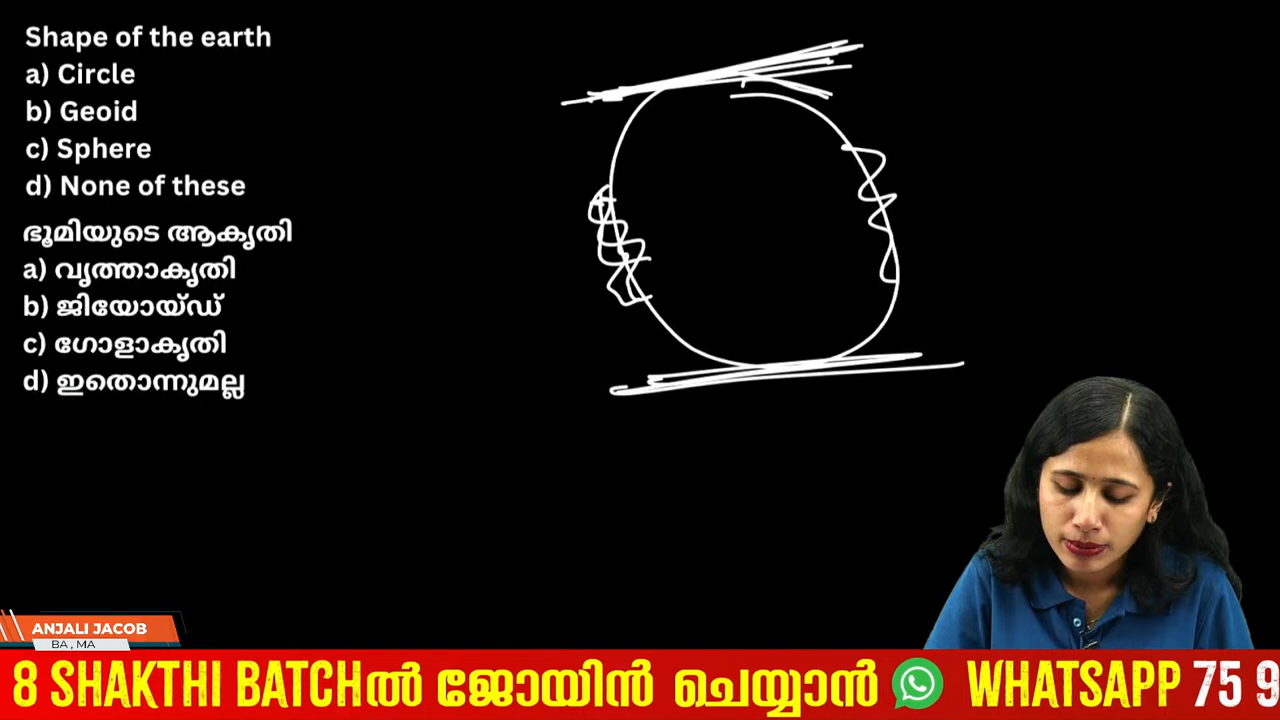 Shape of the earth
a) Circle
b) Geoid
c) Sphere
d) None of these
ഭൂമിയുടെ ആകൃതി
a) വൃത്താകൃതി
b) ജിയോയ്ഡ്
c) ഗോളാകൃതി
d) ഇതൊന്നുമല്ല
ANJALI JACOB
BA , MA
8 SHAKTHI BATCHൽ ജോയിൻ ചെയ്യാൻ WHATSAPP 75 9